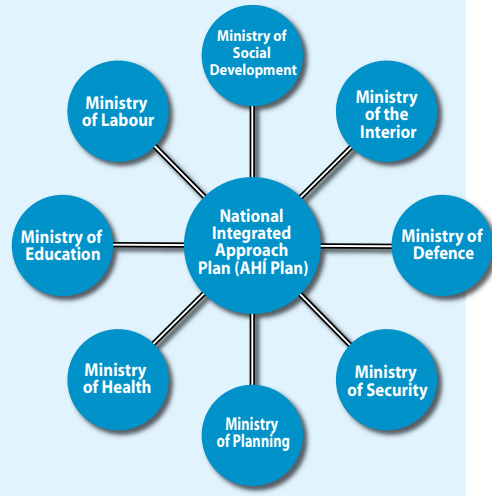 Ministry of
Social
Development
Ministry
of Labour
Ministry
of the
Interior
National
Integrated
Approach
Plan (AHI Plan)
Ministry of
Education
Ministry of
Defence
Ministry
of Health
Ministry
of Security
Ministry
of Planning